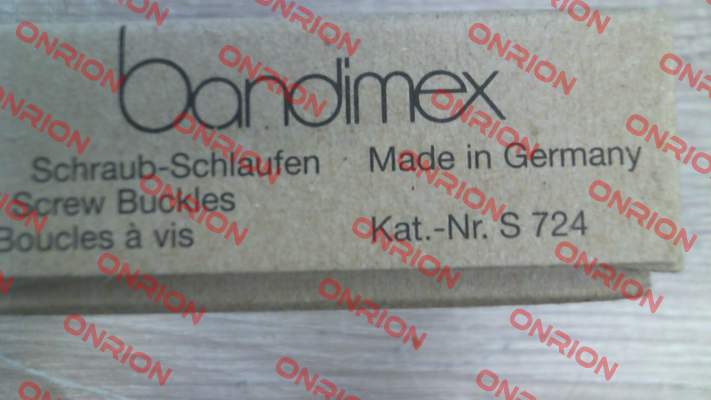 bandimex
Schraub-Schlaufen
Made in Germany
Screw Buckles
Boucles à vis
Kat.-Nr. S 724
ONRION